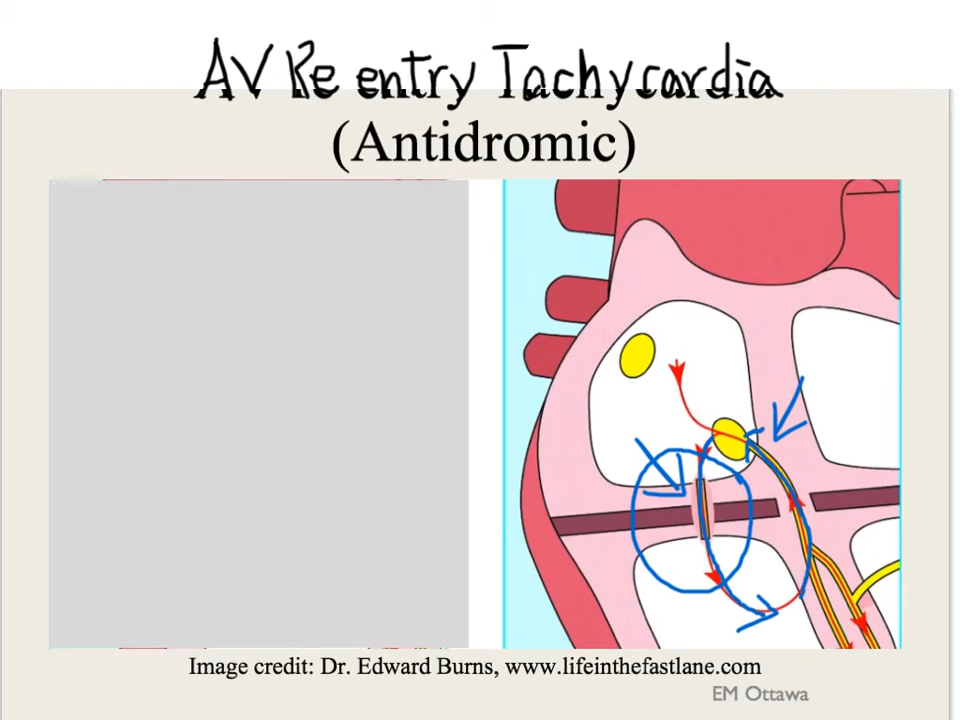 AV Re entry Tachycardia
(Antidromic)
Image credit: Dr. Edward Burns, www.lifeinthefastlane.com
EM Ottawa